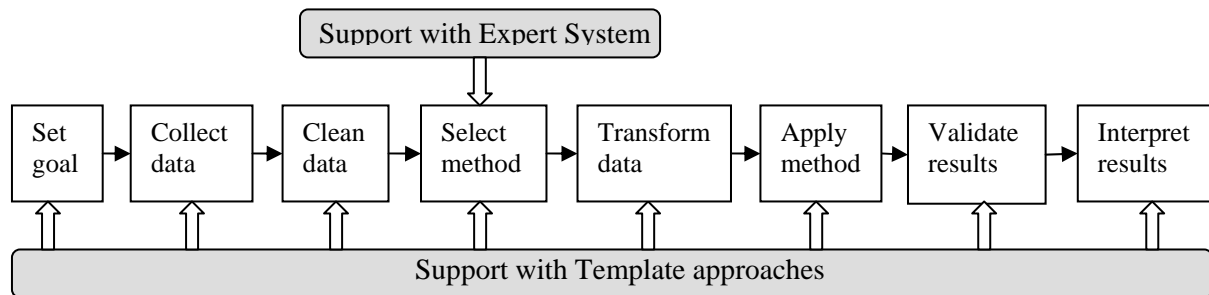 Support with Expert System
Set
goal
Collect
data
Clean
data
Select
method
Transform
data
Apply
method
Validate
results
Interpret
results
Support with Template approaches